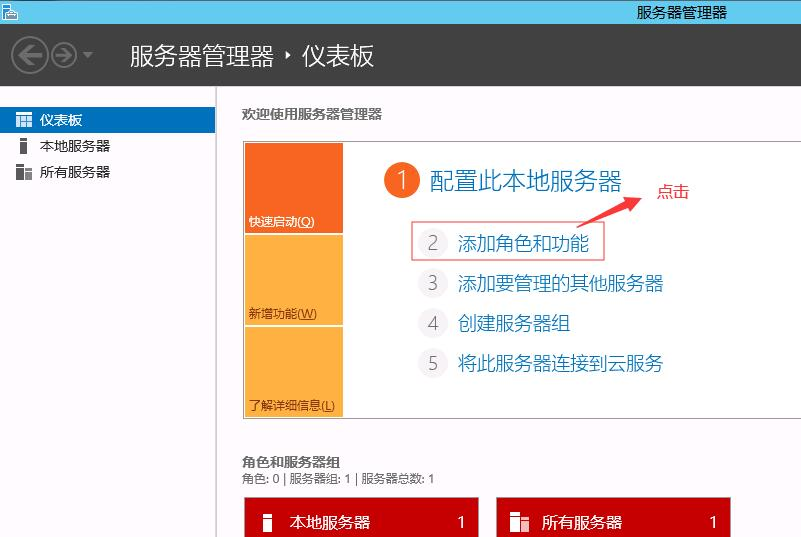 服务器管理器
服务器管理器 ‣ 仪表板
仪表板
本地服务器
所有服务器
欢迎使用服务器管理器
快速启动(Q)
新增功能(W)
了解详细信息(L)
1 配置此本地服务器
点击
2 添加角色和功能
3 添加要管理的其他服务器
4 创建服务器组
5 将此服务器连接到云服务
角色和服务器组
角色: 0 | 服务器组: 1 | 服务器总数: 1
本地服务器 1
所有服务器 1